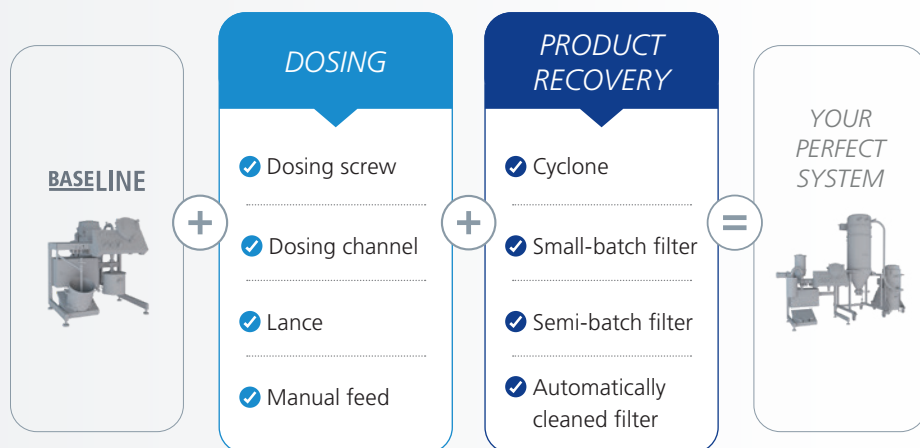 BASELINE
+
DOSING
Dosing screw
Dosing channel
Lance
Manual feed
+
PRODUCT
RECOVERY
Cyclone
Small-batch filter
Semi-batch filter
Automatically
cleaned filter
=
YOUR
PERFECT
SYSTEM